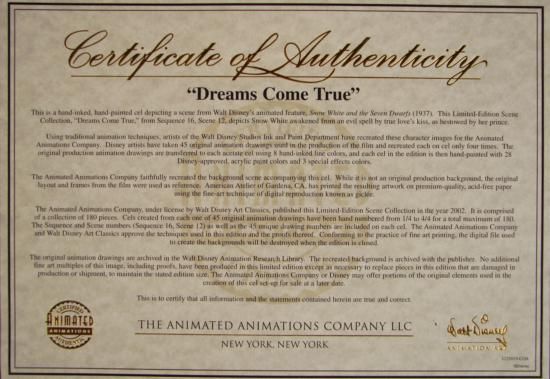 Certificate of Authenticity
“Dreams Come True”
This is a hand-inked, hand-painted cel depicting a scene from Walt Disney's animated feature, Snow White and the Seven Dwarfs (1937). This Limited-Edition Scene
Collection, "Dreams Come True," from Sequence 16, Scene 12, depicts Snow White awakened from an evil spell by true love's kiss, as bestowed by her prince.
Using traditional animation techniques, artists of the Walt Disney Studios Ink and Paint Department have recreated these character images for the Animated
Animations Company. Disney artists have taken 45 original animation drawings used in the production of the film and recreated each on cel only four times. The
original production animation drawings are transferred to each acetate cel using 8 hand-inked line colors, and each cel in the edition is then hand-painted with 28
Disney-approved, acrylic paint colors and 3 special effects colors.
The Animated Animations Company faithfully recreated the background scene accompanying this cel. While it is not an original production background, the original
layout and frames from the film were used as reference. American Atelier of Gardena, CA, has printed the resulting artwork on premium-quality, acid-free paper
using the fine-art technique of digital reproduction known as giclée.
The Animated Animations Company, under license by Walt Disney Art Classics, published this Limited-Edition Scene Collection in the year 2002. It is comprised
of a collection of 180 pieces. Cels created from each one of 45 original animation drawings have been hand numbered from 1/4 to 4/4 for a total maximum of 180.
The Sequence and Scene numbers (Sequence 16, Scene 12) as well as the 45 unique drawing numbers are included on each cel. The Animated Animations Company
and Walt Disney Art Classics approve the techniques used in this edition and the proofs thereof. Conforming to the practice of fine art printing, the digital file used
to create the backgrounds will be destroyed when the edition is closed.
The original animation drawings are archived in the Walt Disney Animation Research Library. The recreated background is archived with the publisher. No additional
fine art multiples of this image, including proofs, have been produced in this limited edition except as necessary to replace pieces in this edition that are damaged in
production or shipment, to maintain the stated edition size. The Animated Animations Company or Disney may offer portions of the original elements used in the
creation of this cel set-up for sale at a later date.
This is to certify that all information and the statements contained herein are true and correct.
CERTIFIED
ANIMATED
ANIMATIONS
AUTHENTIC
THE ANIMATED ANIMATIONS COMPANY LLC
NEW YORK, NEW YORK
Walt Disney
ANIMATION ART
©Disney